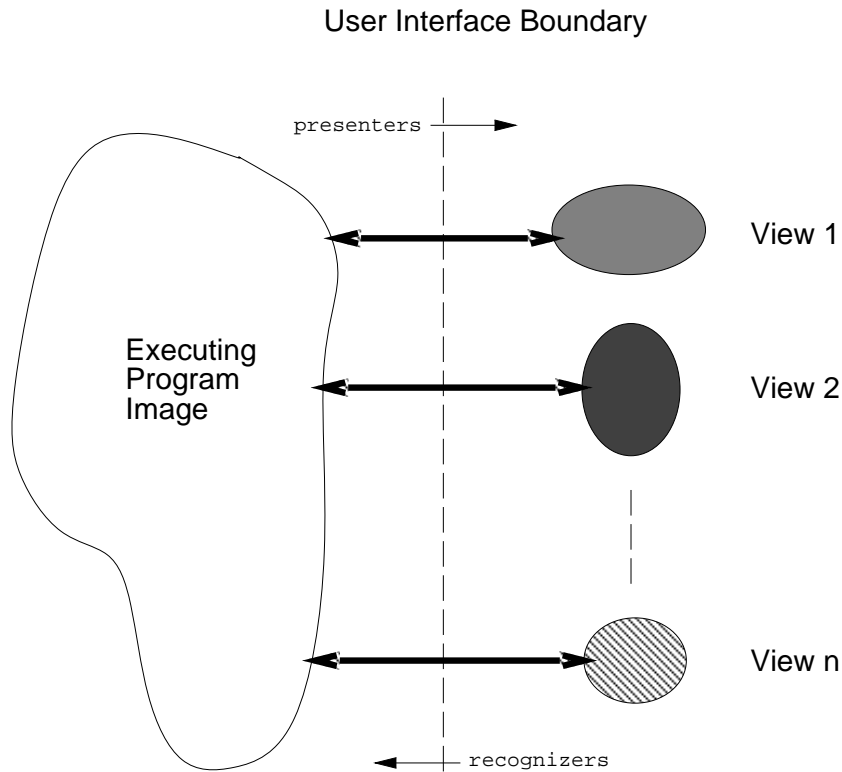 User Interface Boundary
presenters
View 1
Executing
Program
Image
View 2
View n
recognizers